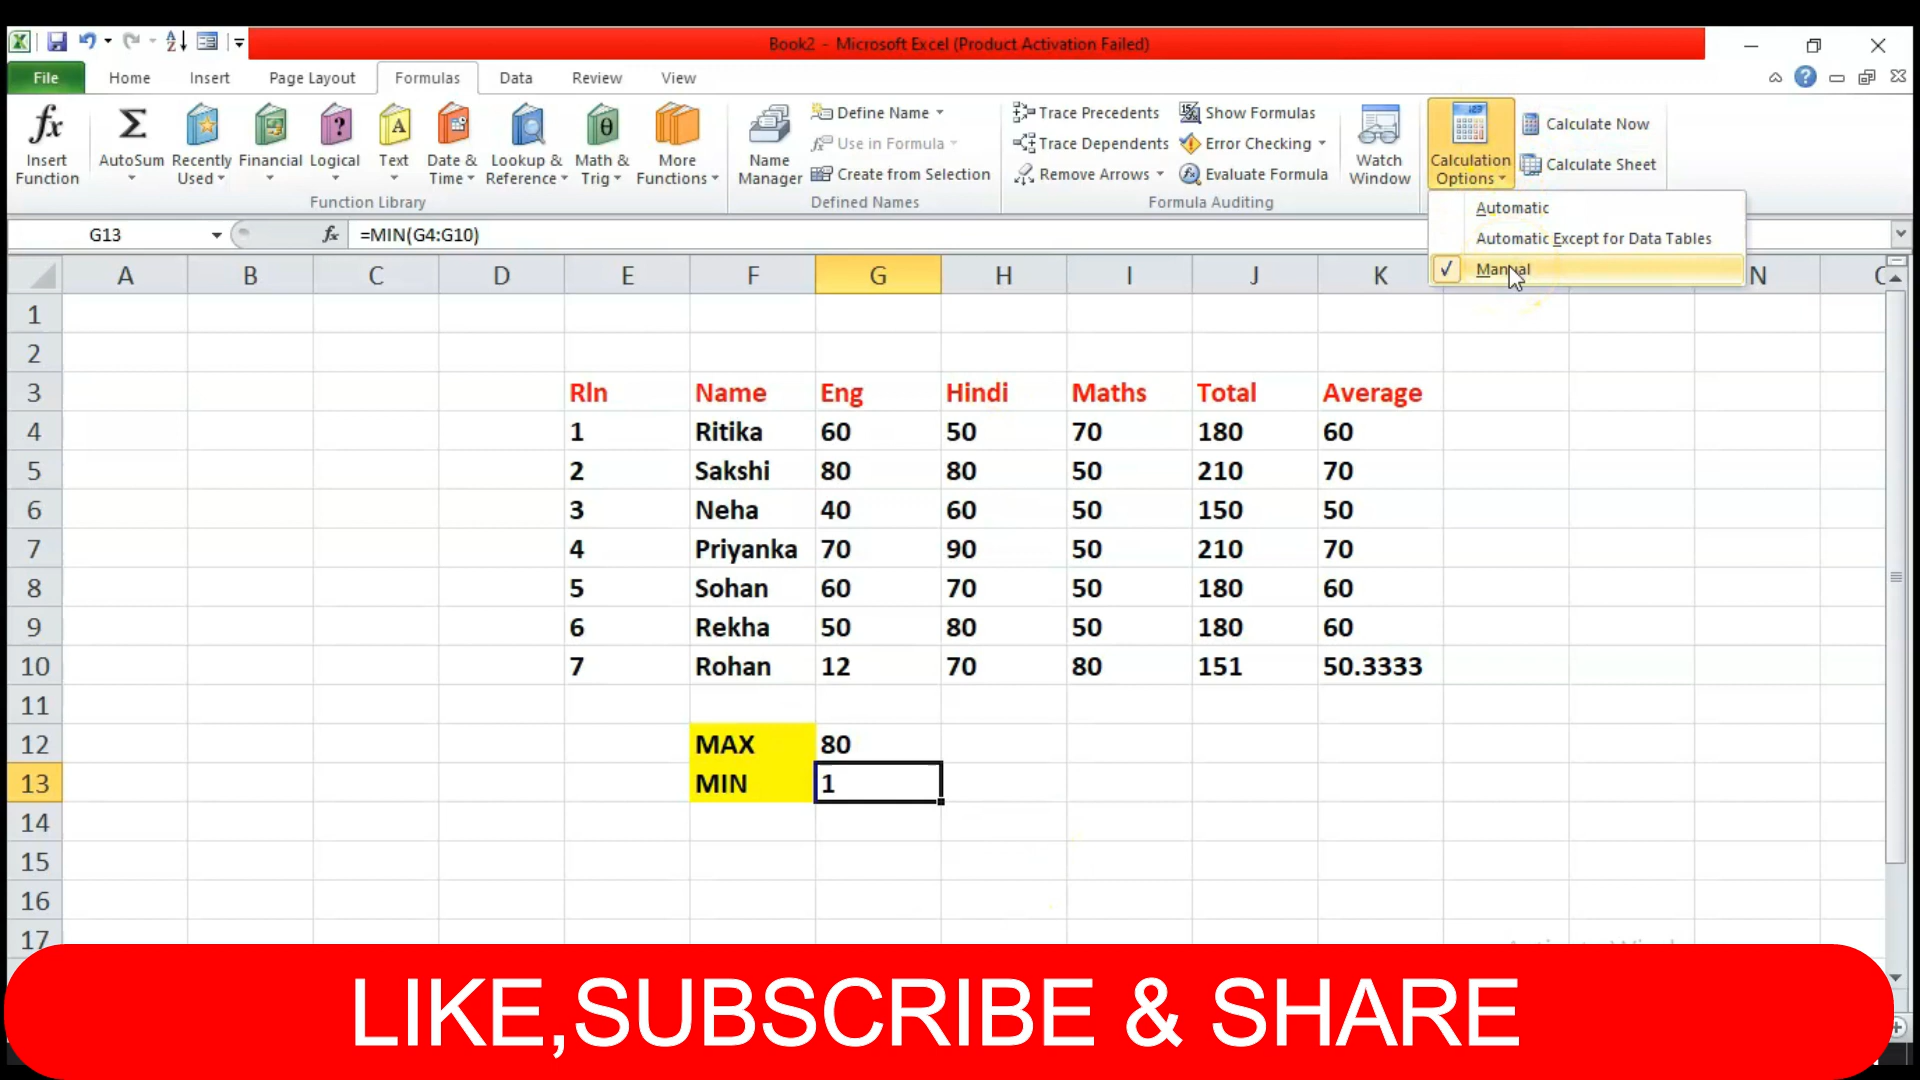 Book2 - Microsoft Excel (Product Activation Failed)
File Home Insert Page Layout Formulas Data Review View
Insert Function
AutoSum
Recently Used
Financial
Logical
Text
Date & Time
Lookup & Reference
Math & Trig
More Functions
Function Library
Name Manager
Define Name
Use in Formula
Create from Selection
Defined Names
Trace Precedents
Trace Dependents
Remove Arrows
Show Formulas
Error Checking
Evaluate Formula
Formula Auditing
Watch Window
Calculation Options
Calculate Now
Calculate Sheet
Automatic
Automatic Except for Data Tables
Manual
G13 fx =MIN(G4:G10)
A B C D E F G H I J K N
1
2
3 Rln Name Eng Hindi Maths Total Average
4 1 Ritika 60 50 70 180 60
5 2 Sakshi 80 80 50 210 70
6 3 Neha 40 60 50 150 50
7 4 Priyanka 70 90 50 210 70
8 5 Sohan 60 70 50 180 60
9 6 Rekha 50 80 50 180 60
10 7 Rohan 12 70 80 151 50.3333
11
12 MAX 80
13 MIN 1
14
15
16
17
LIKE,SUBSCRIBE & SHARE